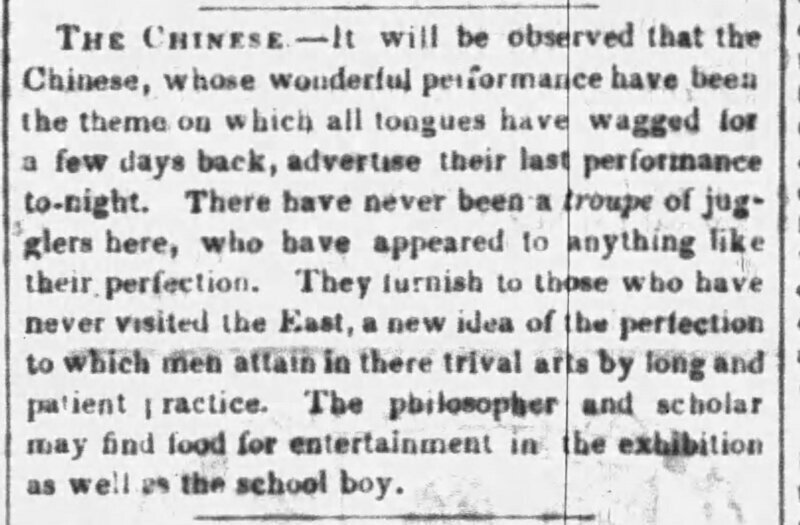 THE CHINESE.—It will be observed that the
Chinese, whose wonderful performance have been
the theme on which all tongues have wagged for
a few days back, advertise their last performance
to-night. There have never been a troupe of jug-
glers here, who have appeared to anything like
their perfection. They furnish to those who have
never visited the East, a new idea of the perfection
to which men attain in there trival arts by long and
patient practice. The philosopher and scholar
may find food for entertainment in the exhibition
as well as the school boy.